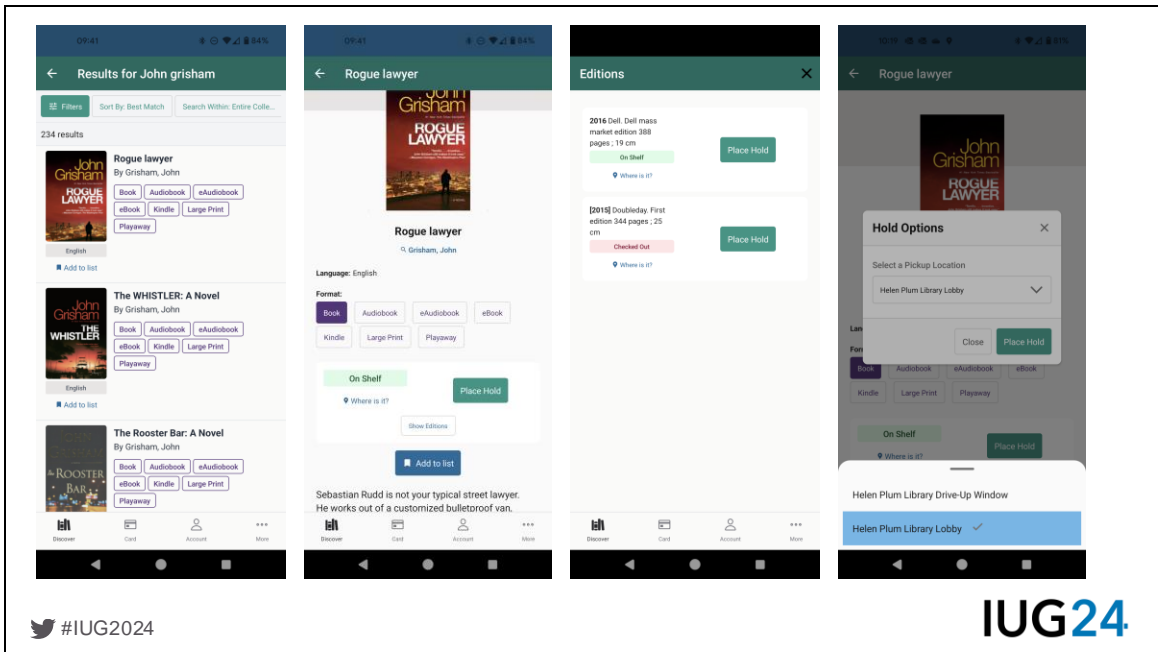 09:41
84%
Results for John grisham
Filters
Sort By: Best Match
Search Within: Entire Colle...
234 results
John
Grisham
ROGUE
LAWYER
English
Add to list
Rogue lawyer
By Grisham, John
Book
Audiobook
eAudiobook
eBook
Kindle
Large Print
Playaway
John
Grisham
THE
WHISTLER
English
Add to list
The WHISTLER: A Novel
By Grisham, John
Book
Audiobook
eAudiobook
eBook
Kindle
Large Print
Playaway
ROOSTER
BAR
The Rooster Bar: A Novel
By Grisham, John
Book
Audiobook
eAudiobook
eBook
Kindle
Large Print
Playaway
Discover
Card
Account
More
09:41
84%
Rogue lawyer
John
Grisham
ROGUE
LAWYER
Rogue lawyer
Grisham, John
Language: English
Format:
Book
Audiobook
eAudiobook
eBook
Kindle
Large Print
Playaway
On Shelf
Where is it?
Place Hold
Show Editions
Add to list
Sebastian Rudd is not your typical street lawyer.
He works out of a customized bulletproof van,
Discover
Card
Account
More
Editions
2016 Dell. Dell mass
market edition 388
pages ; 19 cm
On Shelf
Where is it?
Place Hold
[2015] Doubleday. First
edition 344 pages ; 25
cm
Checked Out
Where is it?
Place Hold
Discover
Card
Account
More
10:19
81%
Rogue lawyer
John
Grisham
ROGUE
Hold Options
Select a Pickup Location
Helen Plum Library Lobby
Close
Place Hold
Lan
For
Book
Audiobook
eAudiobook
eBook
Kindle
Large Print
Playaway
On Shelf
Where is it?
Place Hold
Helen Plum Library Drive-Up Window
Helen Plum Library Lobby
#IUG2024
IUG24